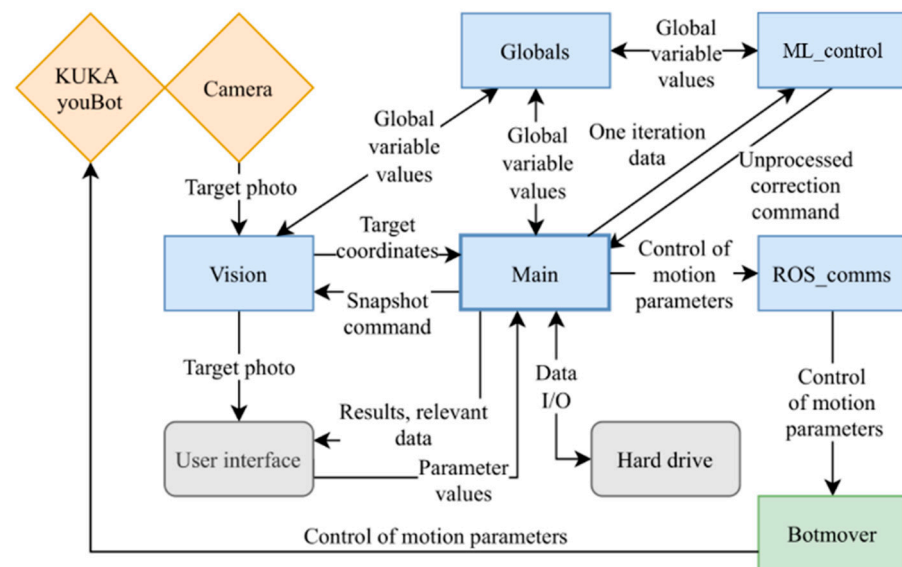 KUKA
youBot
Camera
Globals
Global
variable
values
ML_control
Global
variable
values
Global
variable
values
One iteration
data
Unprocessed
correction
command
Target photo
Vision
Target
coordinates
Snapshot
command
Main
Control of
motion
parameters
ROS_comms
Target photo
Results, relevant
data
Data
I/O
Control
of motion
parameters
User interface
Parameter
values
Hard drive
Control of motion parameters
Botmover